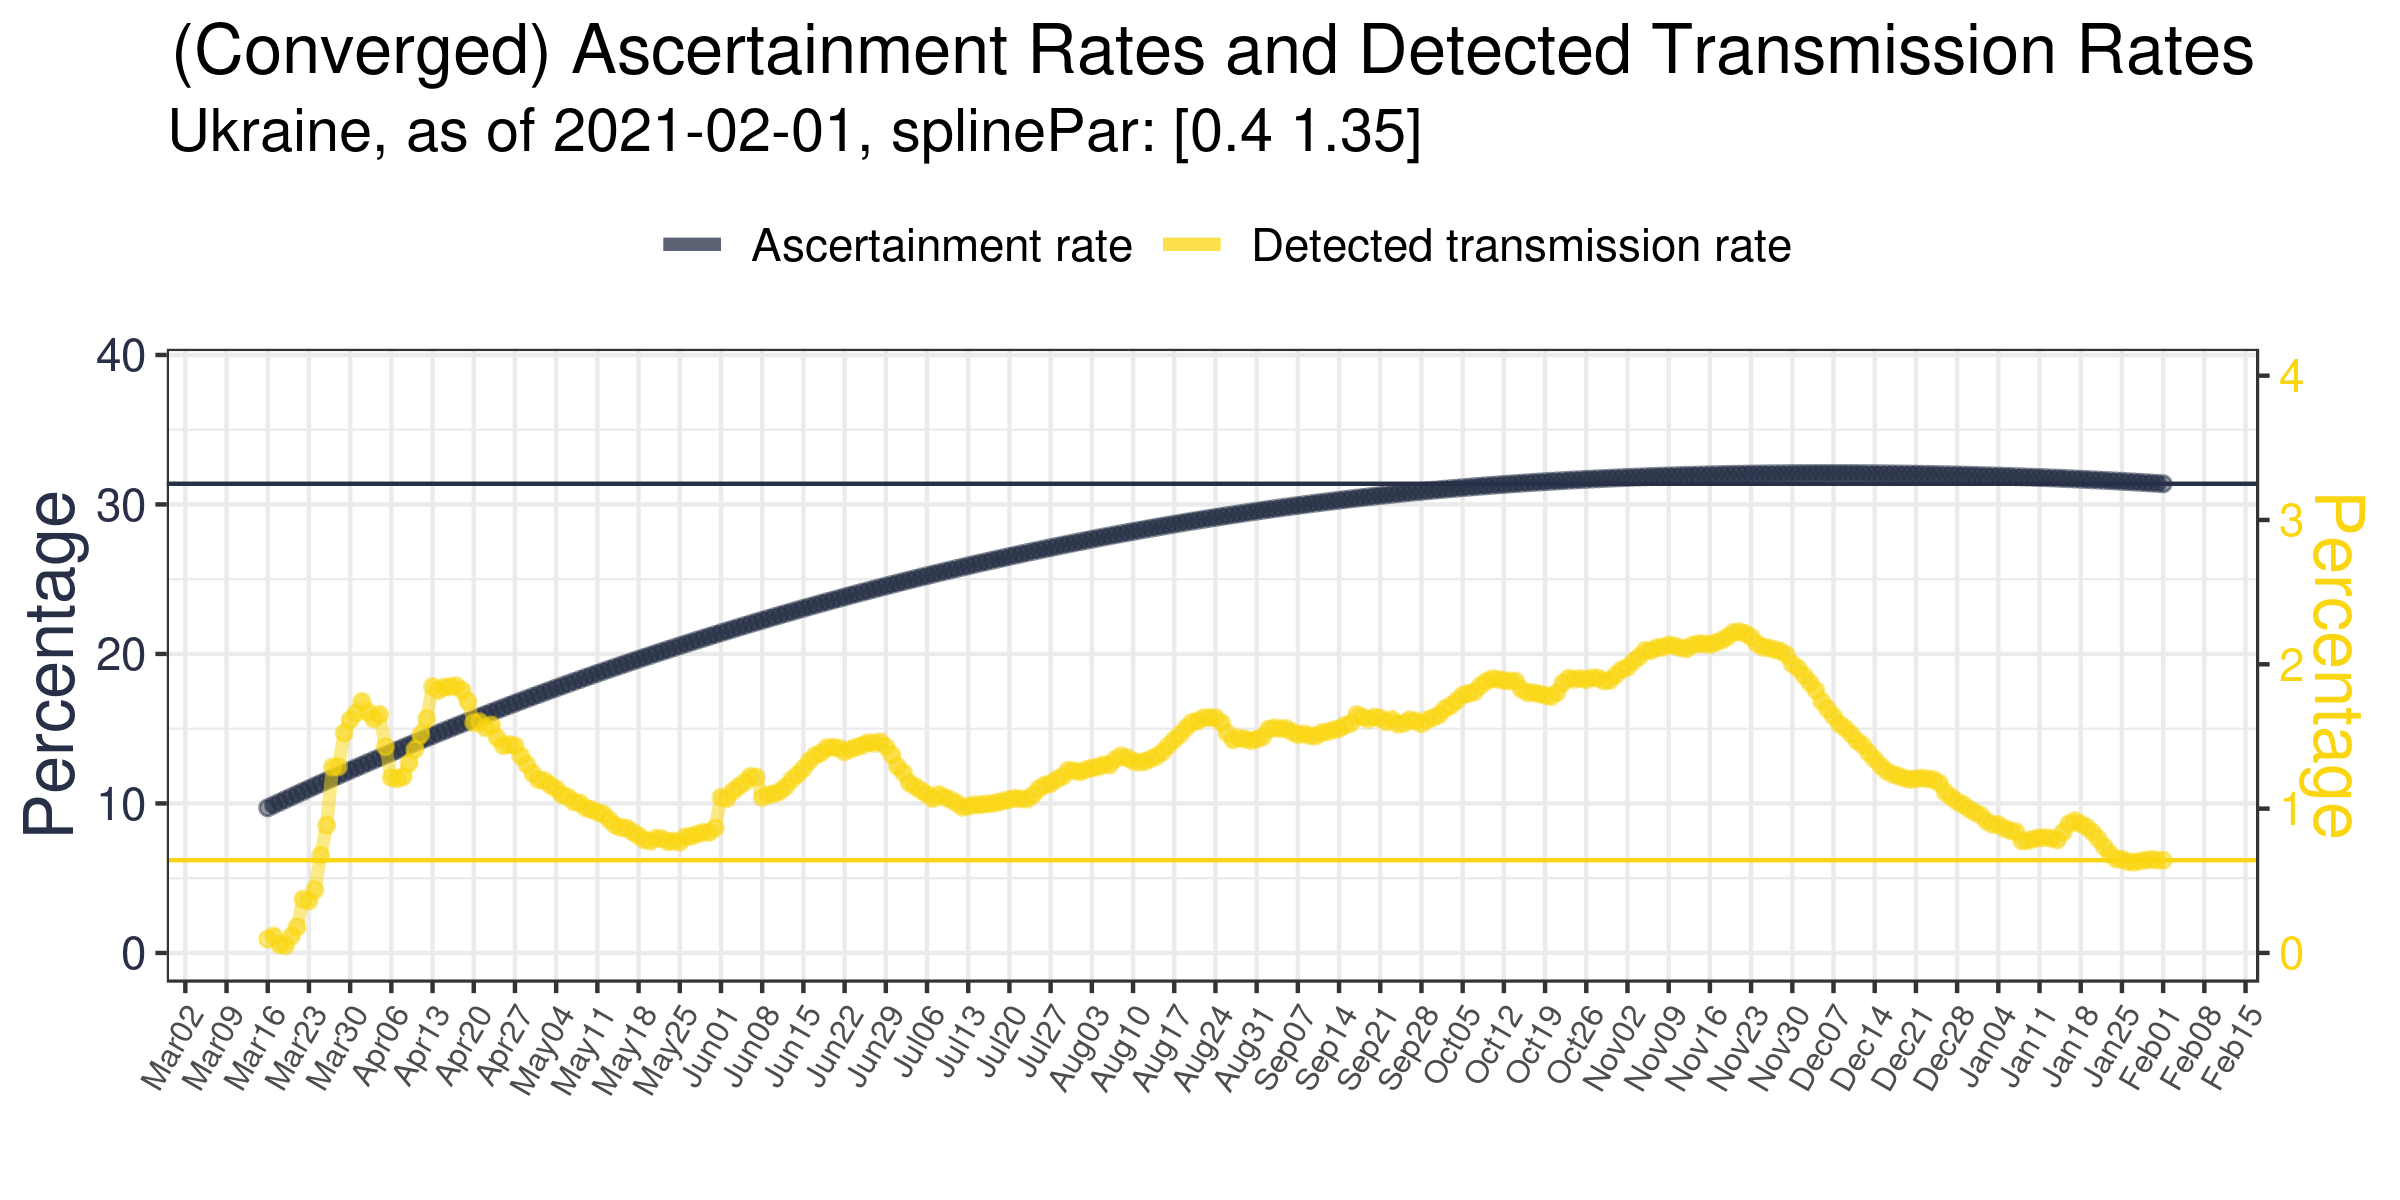 (Converged) Ascertainment Rates and Detected Transmission Rates
Ukraine, as of 2021-02-01, splinePar: [0.4 1.35]
Ascertainment rate
Detected transmission rate
Percentage
40
30
20
10
0
4
3
2
1
0
Percentage
Mar02
Mar09
Mar16
Mar23
Mar30
Apr06
Apr13
Apr20
Apr27
May04
May11
May18
May25
Jun01
Jun08
Jun15
Jun22
Jun29
Jul06
Jul13
Jul20
Jul27
Aug03
Aug10
Aug17
Aug24
Aug31
Sep07
Sep14
Sep21
Sep28
Oct05
Oct12
Oct19
Oct26
Nov02
Nov09
Nov16
Nov23
Nov30
Dec07
Dec14
Dec21
Dec28
Jan04
Jan11
Jan18
Jan25
Feb01
Feb08
Feb15